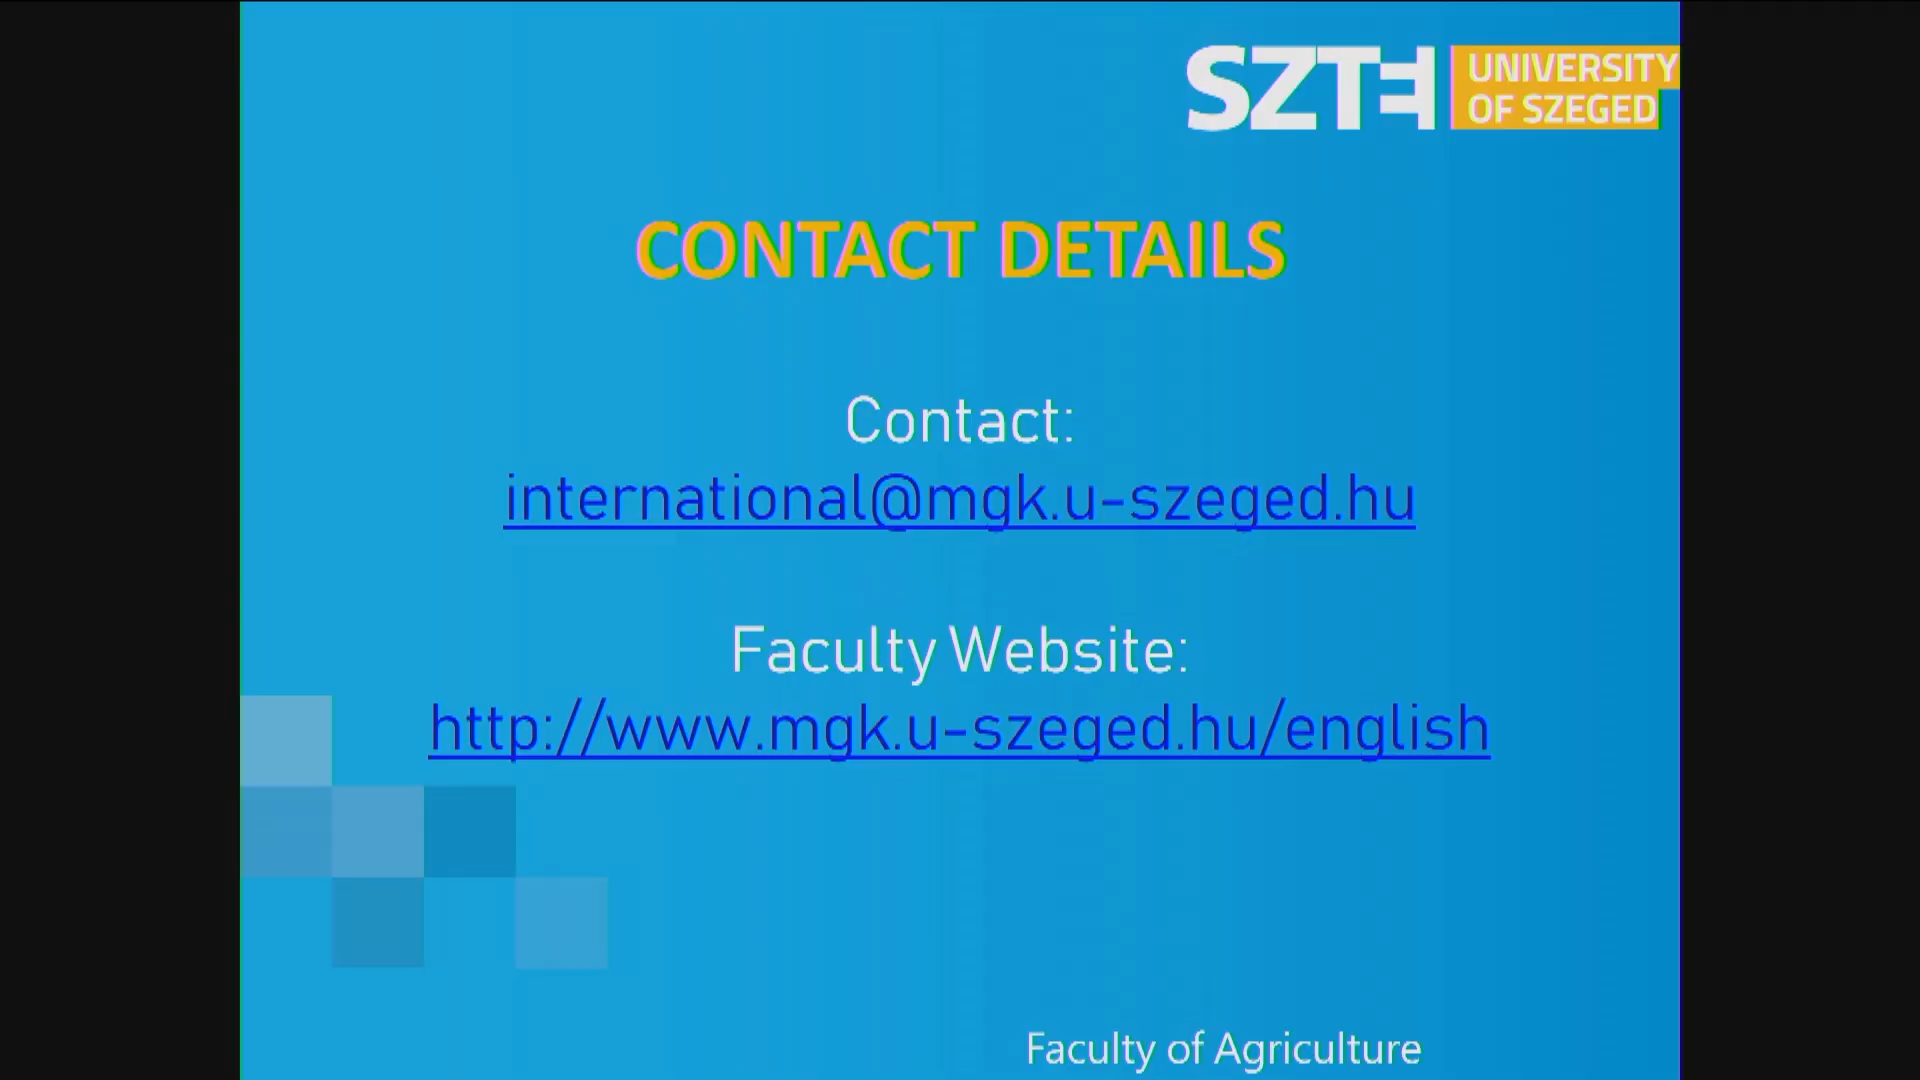 SZTE UNIVERSITY
OF SZEGED
CONTACT DETAILS
Contact:
international@mgk.u-szeged.hu
Faculty Website:
http://www.mgk.u-szeged.hu/english
Faculty of Agriculture